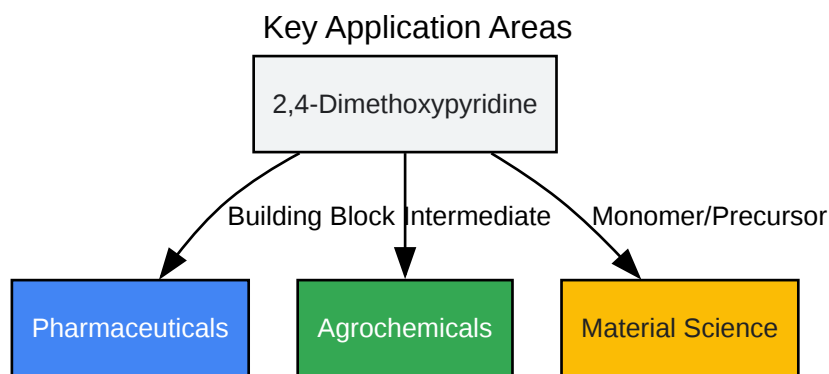 Key Application Areas
2,4-Dimethoxypyridine
Building Block
Intermediate
Monomer/Precursor
Pharmaceuticals
Agrochemicals
Material Science